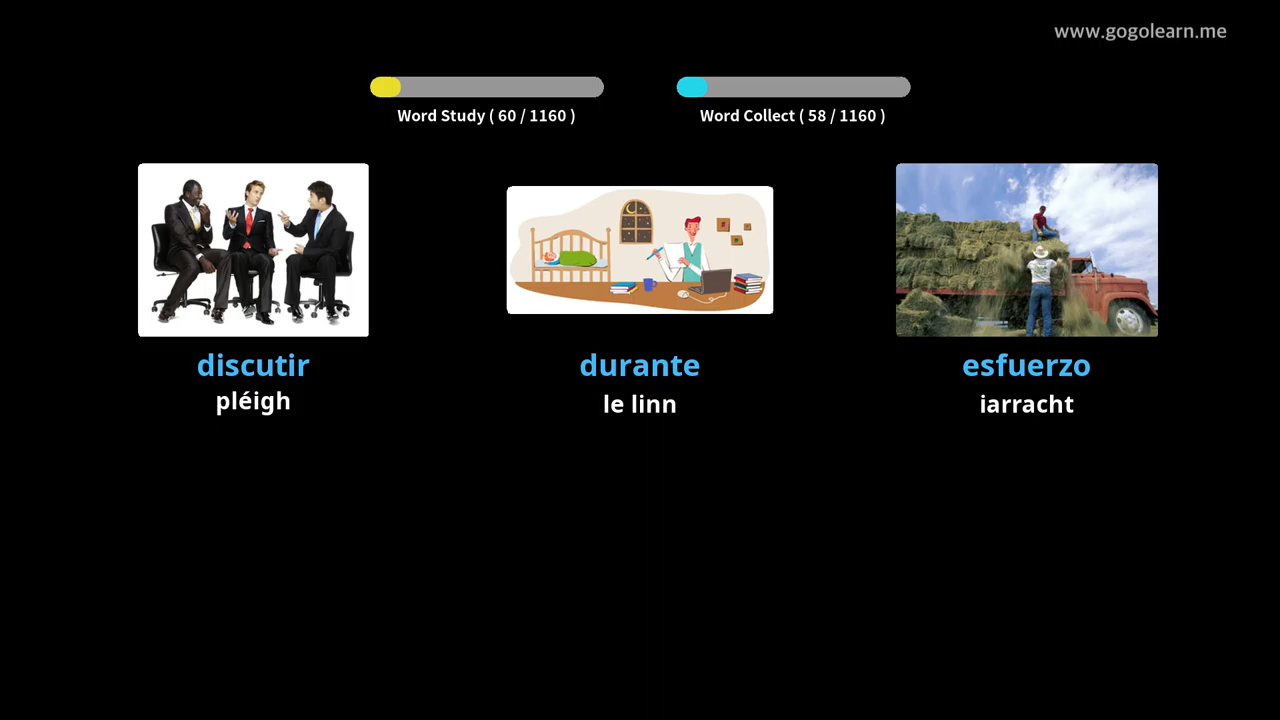 www.gogolearn.me
Word Study ( 60 / 1160 )
Word Collect ( 58 / 1160 )
discutir
pléigh
durante
le linn
esfuerzo
iarracht